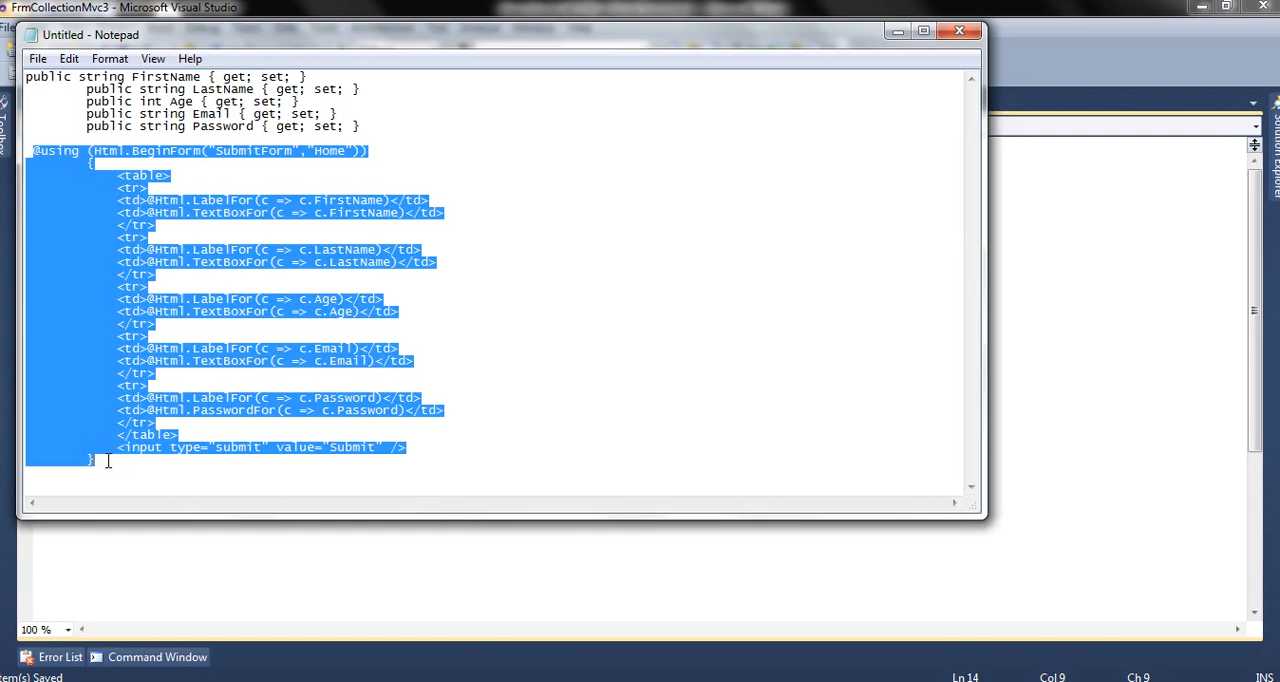 FrmCollectionMvc3 - Microsoft Visual Studio
Untitled - Notepad
File Edit Format View Help
public string FirstName { get; set; }
public string LastName { get; set; }
public int Age { get; set; }
public string Email { get; set; }
public string Password { get; set; }
@using (Html.BeginForm("SubmitForm","Home"))
{
<table>
<tr>
<td>@Html.LabelFor(c => c.FirstName)</td>
<td>@Html.TextBoxFor(c => c.FirstName)</td>
</tr>
<tr>
<td>@Html.LabelFor(c => c.LastName)</td>
<td>@Html.TextBoxFor(c => c.LastName)</td>
</tr>
<tr>
<td>@Html.LabelFor(c => c.Age)</td>
<td>@Html.TextBoxFor(c => c.Age)</td>
</tr>
<tr>
<td>@Html.LabelFor(c => c.Email)</td>
<td>@Html.TextBoxFor(c => c.Email)</td>
</tr>
<tr>
<td>@Html.LabelFor(c => c.Password)</td>
<td>@Html.PasswordFor(c => c.Password)</td>
</tr>
</table>
<input type="submit" value="Submit" />
}
Toolbox
Solution Explorer
100 %
Error List Command Window
em(s) Saved Ln 14 Col 9 Ch 9 INS